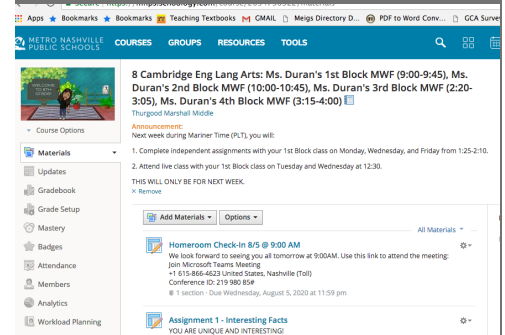 Apps Bookmarks Bookmarks Teaching Textbooks M GMAIL Meigs Directory D... PDF to Word Conv... GCA Surve
METRO NASHVILLE
PUBLIC SCHOOLS
COURSES GROUPS RESOURCES TOOLS
WELCOME
TO 8TH
Course Options
Materials
Updates
Gradebook
Grade Setup
Mastery
Badges
Attendance
Members
Analytics
Workload Planning
8 Cambridge Eng Lang Arts: Ms. Duran's 1st Block MWF (9:00-9:45), Ms.
Duran's 2nd Block MWF (10:00-10:45), Ms. Duran's 3rd Block MWF (2:20-
3:05), Ms. Duran's 4th Block MWF (3:15-4:00)
Thurgood Marshall Middle
Announcement:
Next week during Mariner Time (PLT), you will:
1. Complete independent assignments with your 1st Block class on Monday, Wednesday, and Friday from 1:25-2:10.
2. Attend live class with your 1st Block class on Tuesday and Wednesday at 12:30.
THIS WILL ONLY BE FOR NEXT WEEK.
× Remove
Add Materials Options
All Materials
Homeroom Check-In 8/5 @ 9:00 AM
We look forward to seeing you all tomorrow at 9:00AM. Use this link to attend the meeting:
Join Microsoft Teams Meeting
+1 615-866-4623 United States, Nashville (Toll)
Conference ID: 219 980 85#
1 section · Due Wednesday, August 5, 2020 at 11:59 pm
Assignment 1 - Interesting Facts
YOU ARE UNIQUE AND INTERESTING!